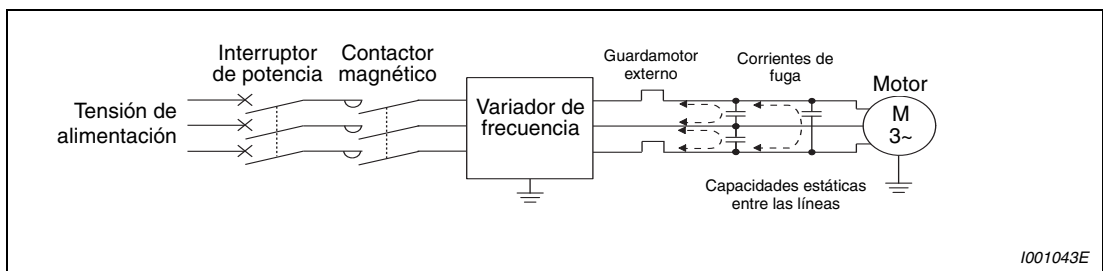 Interruptor
de potencia
Contactor
magnético
Guardamotor
externo
Corrientes de
fuga
Motor
Tensión de
alimentación
Variador de
frecuencia
M
3~
Capacidades estáticas
entre las líneas
I001043E